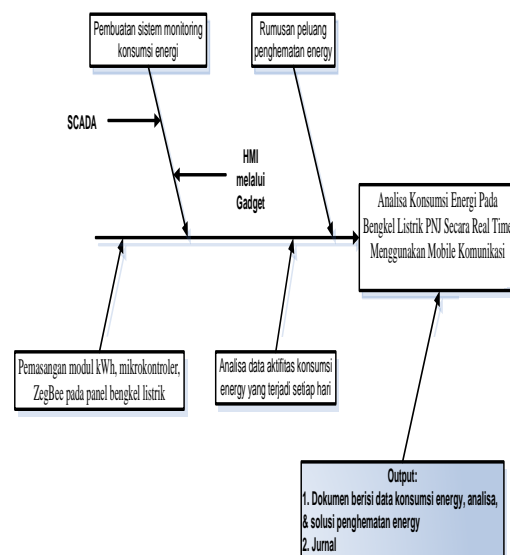 Pembuatan sistem monitoring
konsumsi energi
Rumusan peluang
penghematan energy
SCADA
HMI
melalui
Gadget
Analisa Konsumsi Energi Pada
Bengkel Listrik PNJ Secara Real Time
Menggunakan Mobile Komunikasi
Pemasangan modul kWh, mikrokontroler,
ZegBee pada panel bengkel listrik
Analisa data aktifitas konsumsi
energy yang terjadi setiap hari
Output:
1. Dokumen berisi data konsumsi energy, analisa,
& solusi penghematan energy
2. Jurnal